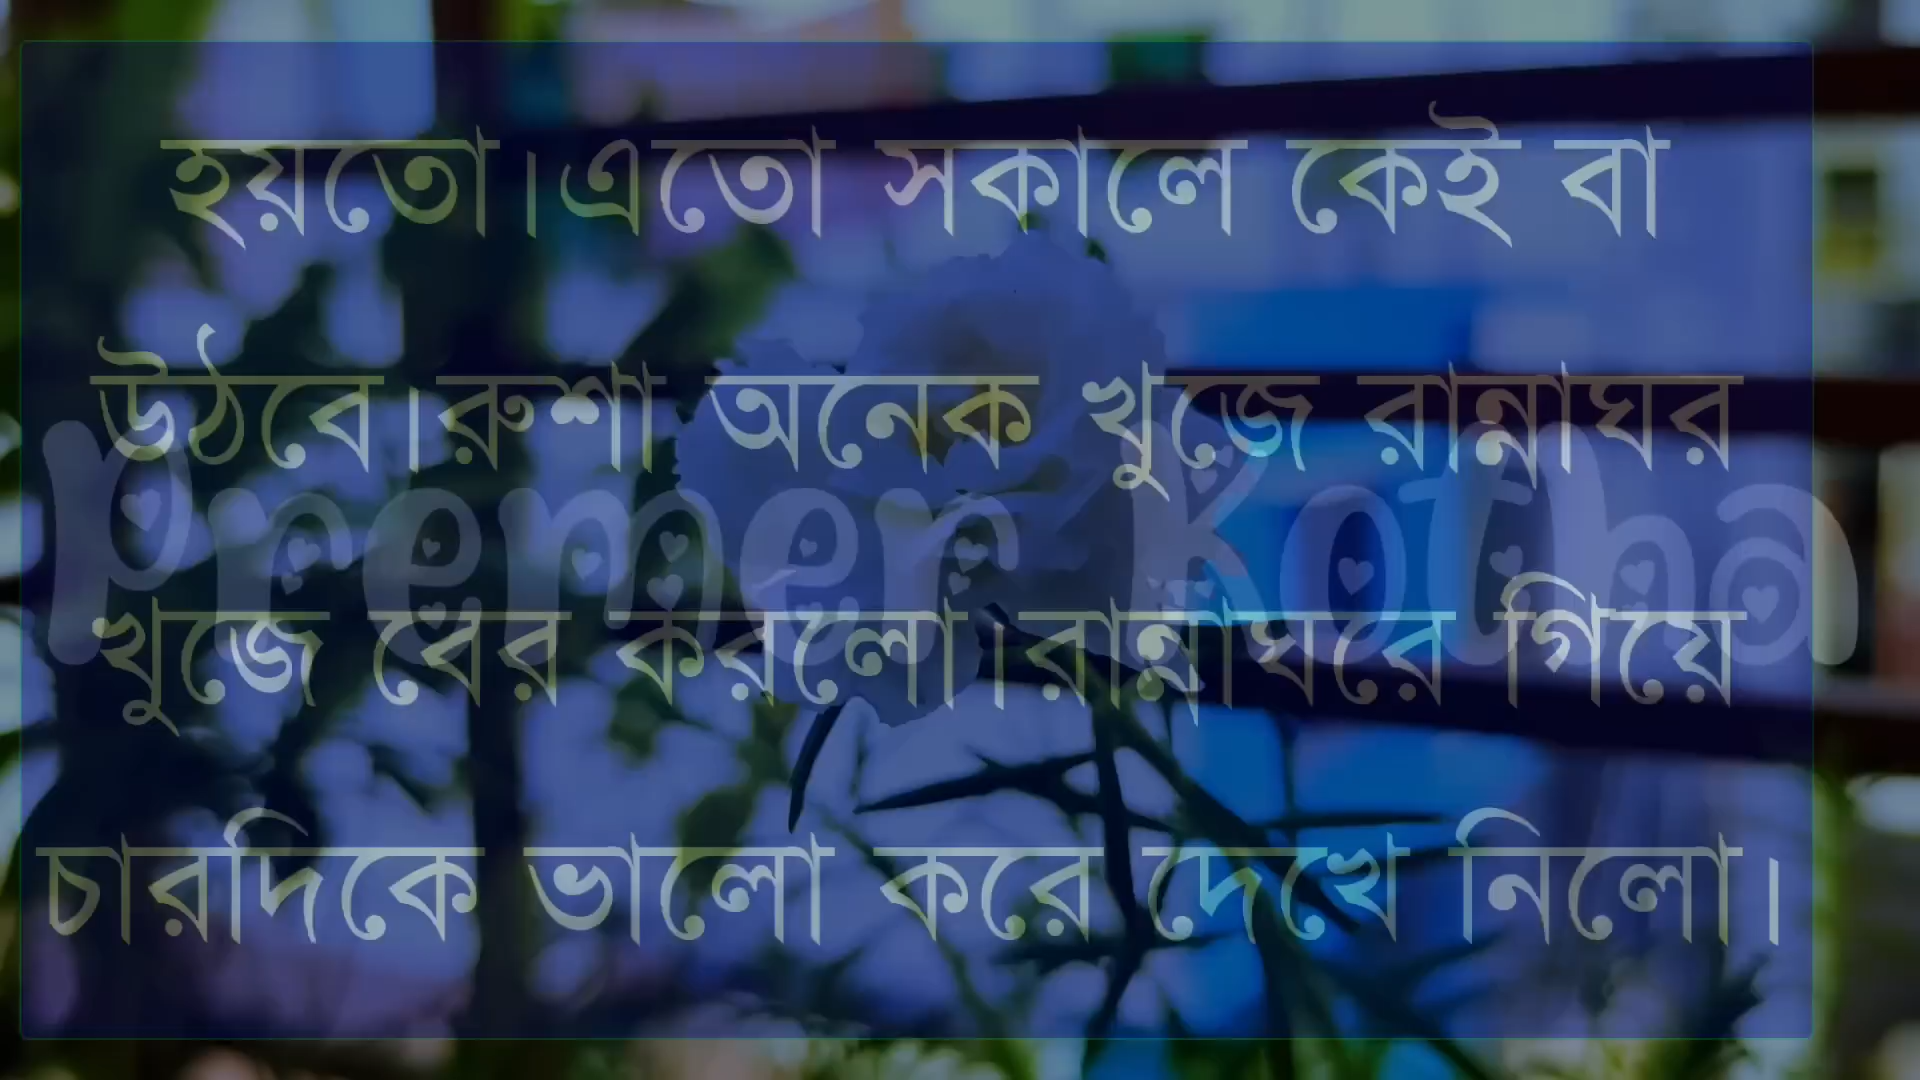 হয়তো।এতো সকালে কেই বা
উঠবে।রুশা অনেক খুজে রান্নাঘর
Premer Kotha
খুজে বের করলো।রান্নাঘরে গিয়ে
চারদিকে ভালো করে দেখে নিলো।